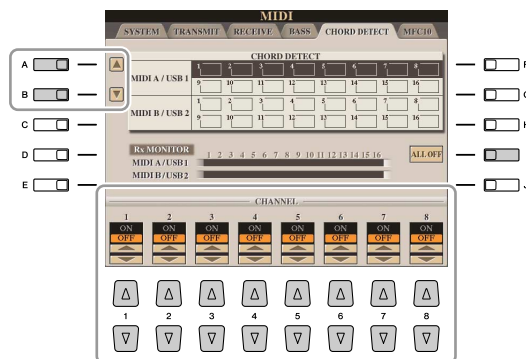 MIDI
SYSTEM TRANSMIT RECEIVE BASS CHORD DETECT MFC10
CHORD DETECT
MIDI A / USB 1
1 2 3 4 5 6 7 8
9 10 11 12 13 14 15 16
MIDI B / USB 2
1 2 3 4 5 6 7 8
9 10 11 12 13 14 15 16
Rx MONITOR 1 2 3 4 5 6 7 8 9 10 11 12 13 14 15 16
MIDI A / USB 1
MIDI B / USB 2
ALL OFF
A
B
C
D
E
CHANNEL
1 2 3 4 5 6 7 8
ON ON ON ON ON ON ON ON
OFF OFF OFF OFF OFF OFF OFF OFF
1 2 3 4 5 6 7 8